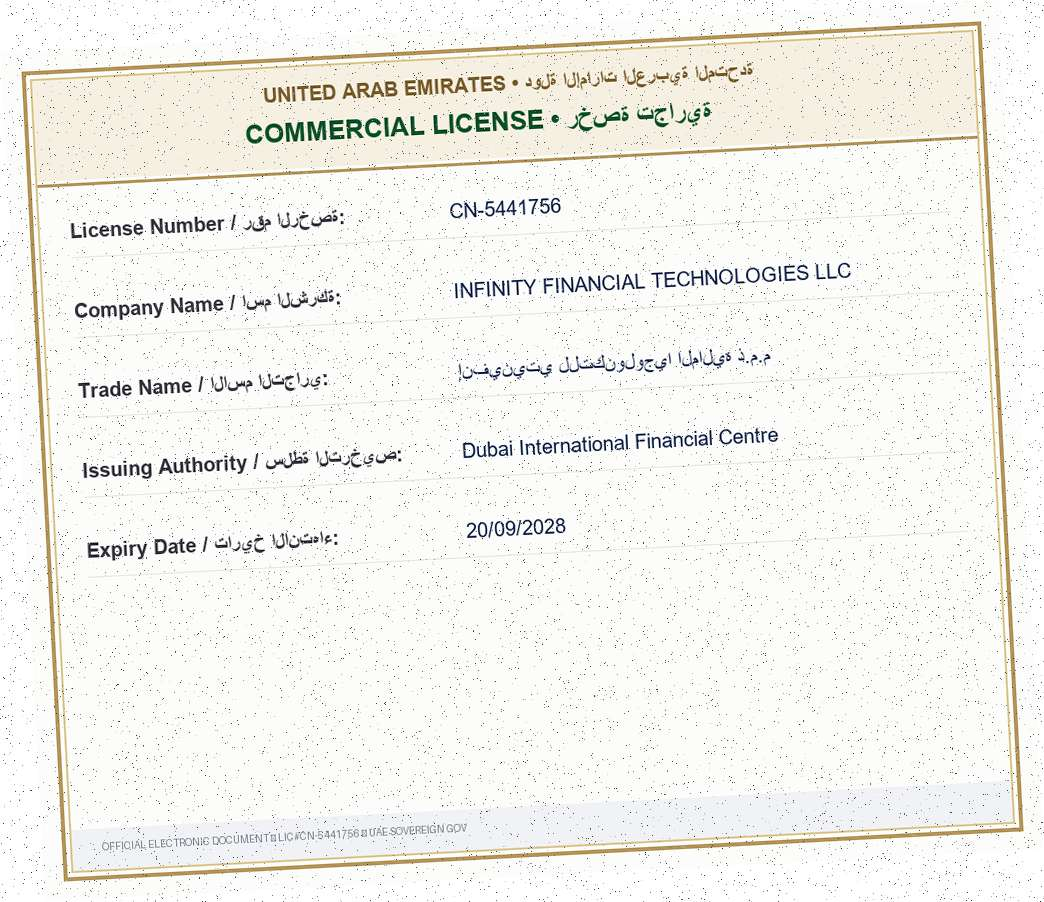 UNITED ARAB EMIRATES • دولة الإمارات العربية المتحدة
COMMERCIAL LICENSE • رخصة تجارية
License Number / رقم الرخصة: CN-5441756
Company Name / اسم الشركة: INFINITY FINANCIAL TECHNOLOGIES LLC
Trade Name / الاسم التجاري: إنفينيتي للتكنولوجيا المالية ذ.م.م
Issuing Authority / سلطة الترخيص: Dubai International Financial Centre
Expiry Date / تاريخ الانتهاء: 20/09/2028
OFFICIAL ELECTRONIC DOCUMENT LIC#CN-5441756 UAE SOVEREIGN GOV